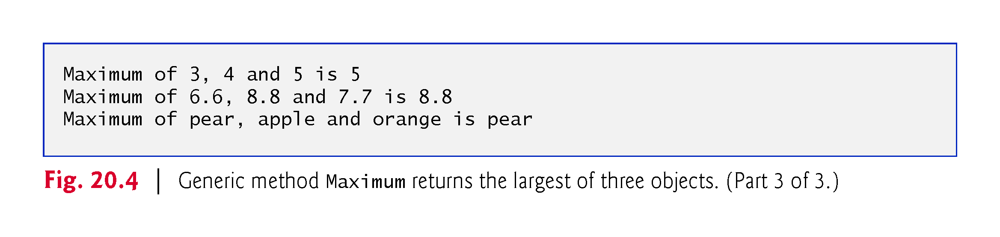 Maximum of 3, 4 and 5 is 5
Maximum of 6.6, 8.8 and 7.7 is 8.8
Maximum of pear, apple and orange is pear
Fig. 20.4 | Generic method Maximum returns the largest of three objects. (Part 3 of 3.)